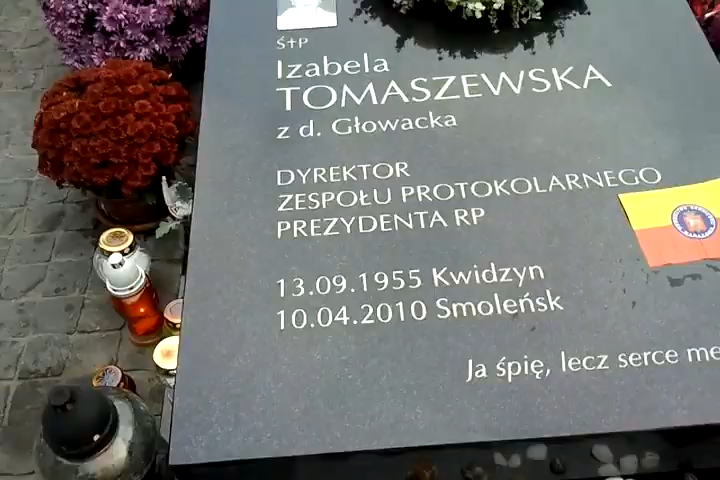 Ś+P
Izabela
TOMASZEWSKA
z d. Głowacka
DYREKTOR
ZESPOŁU PROTOKOLARNEGO
PREZYDENTA RP
13.09.1955 Kwidzyn
10.04.2010 Smoleńsk
Ja śpię, lecz serce me